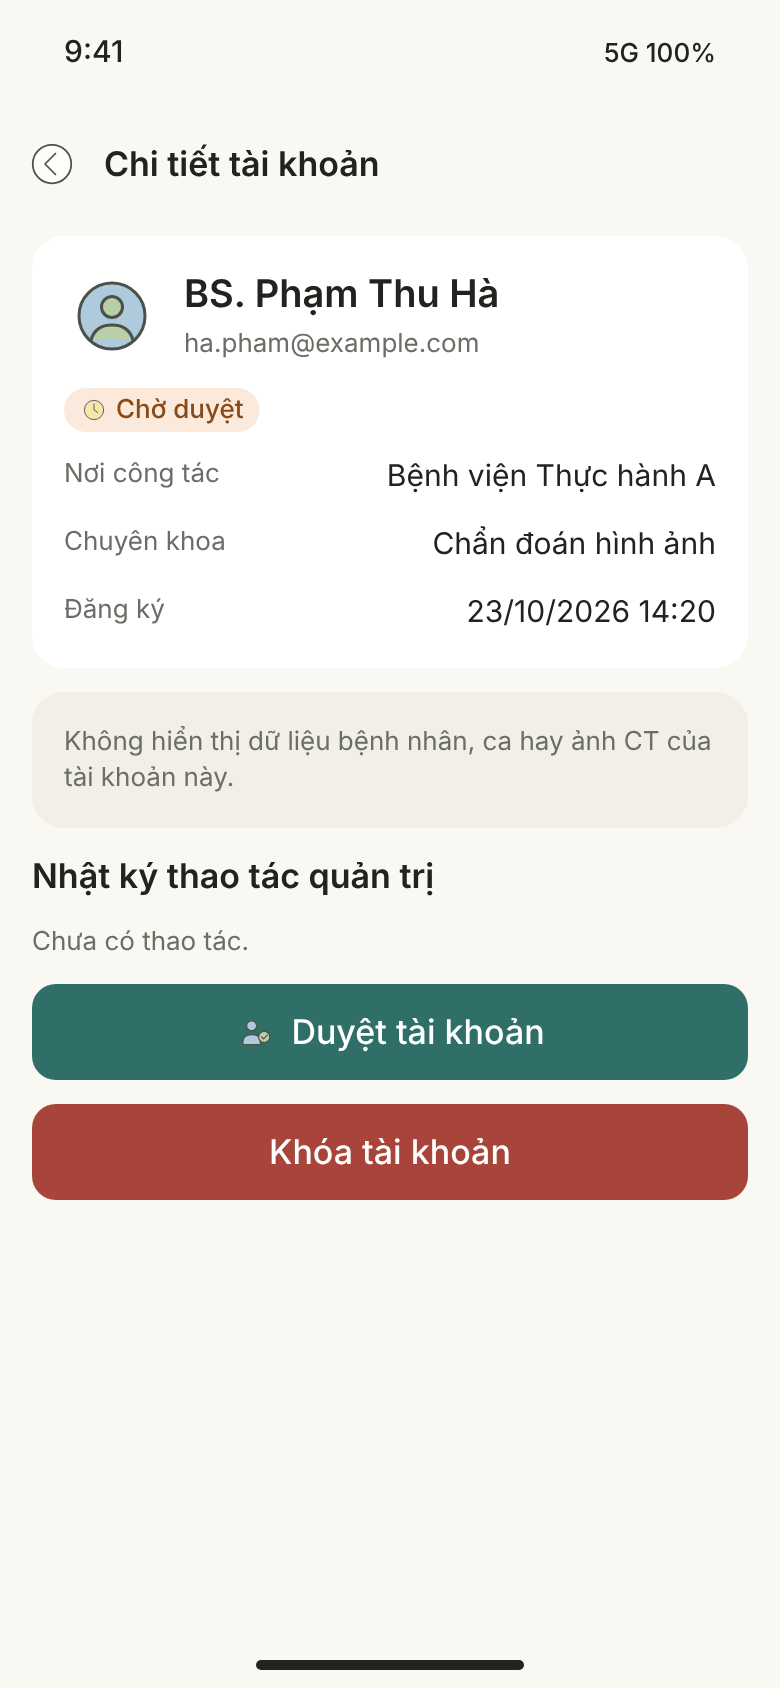 9:41
5G 100%
Chi tiết tài khoản
BS. Phạm Thu Hà
ha.pham@example.com
Chờ duyệt
Nơi công tác
Bệnh viện Thực hành A
Chuyên khoa
Chẩn đoán hình ảnh
Đăng ký
23/10/2026 14:20
Không hiển thị dữ liệu bệnh nhân, ca hay ảnh CT của
tài khoản này.
Nhật ký thao tác quản trị
Chưa có thao tác.
Duyệt tài khoản
Khóa tài khoản